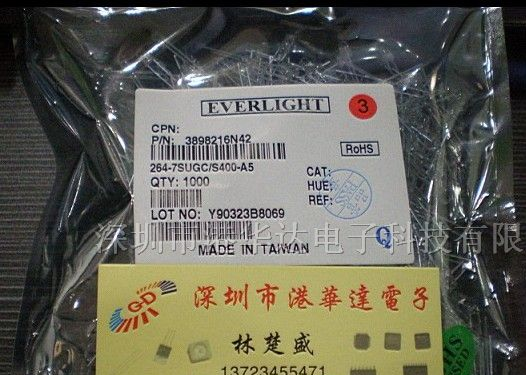 EVERLIGHT
3
CPN:
P/N: 3898216N42
RoHS
264-7SUGC/S400-A5
QTY: 1000
CAT:
HUE:
REF:
LOT NO: Y90323B8069
MADE IN TAIWAN
Q
深圳市 华达电子科技有限
GD
深圳市港華達電子
林楚盛
13723455471